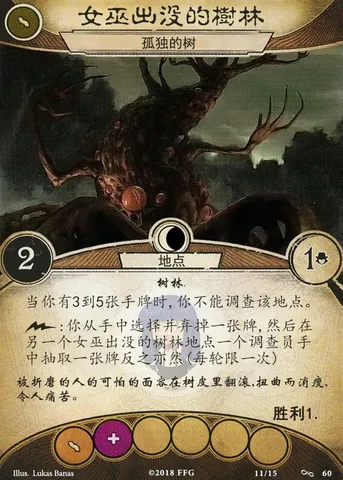 女巫出没的樹林
孤独的树
2
地点
1
树林.
当你有3到5张手牌时,你不能调查该地点。
:你从手中选择并弃掉一张牌,然后在
另一个女巫出没的树林地点一个调查员手
中抽取一张牌反之亦然(每轮限一次)
被折磨的人的可怕的面容在树皮里翻滚,扭曲而消瘦,
令人痛苦。
胜利1.
Illus. Lukas Banas
©2018 FFG
11/15
60